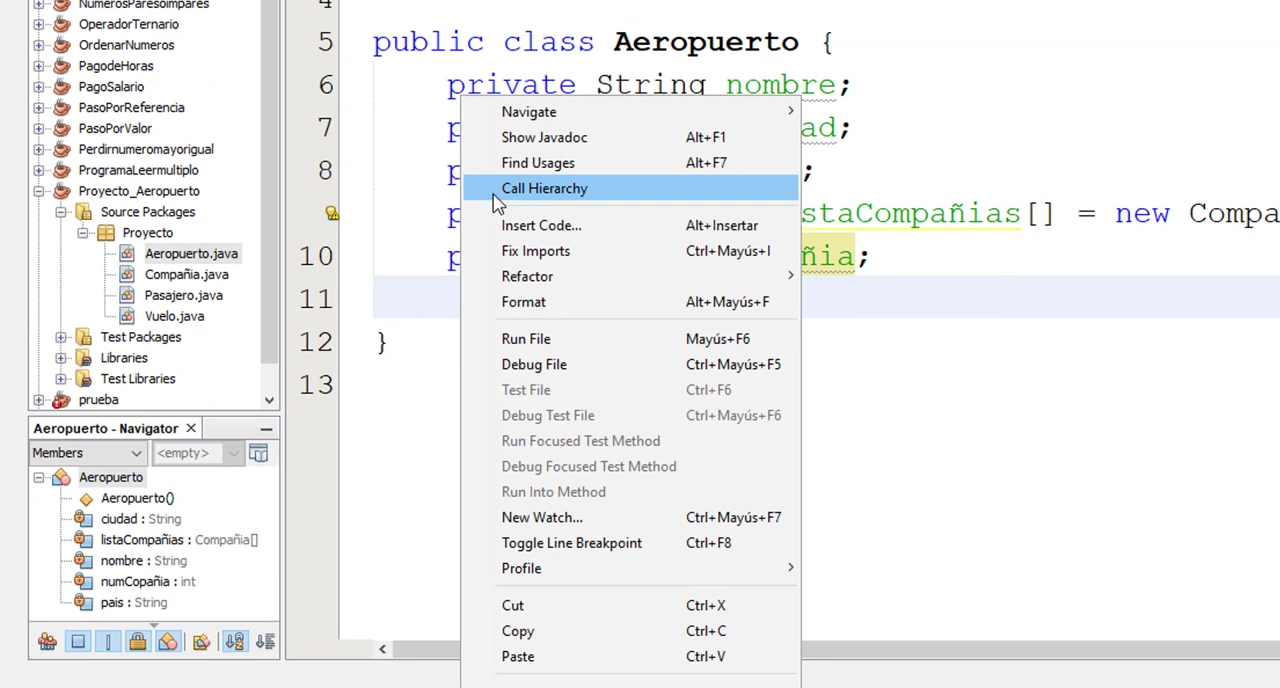 NumerosParesoImpares
OperadorTernario
OrdenarNumeros
PagodeHoras
PagoSalario
PasoPorReferencia
PasoPorValor
Perdirnumeromayorigual
ProgramaLeermultiplo
Proyecto_Aeropuerto
Source Packages
Proyecto
Aeropuerto.java
Compañia.java
Pasajero.java
Vuelo.java
Test Packages
Libraries
Test Libraries
prueba
Aeropuerto - Navigator
Members <empty>
Aeropuerto
Aeropuerto()
ciudad : String
listaCompañias : Compañia[]
nombre : String
numCopañia : int
pais : String
4
5 public class Aeropuerto {
6 private String nombre;
7 p ad;
8 p ;
p staCompañias[] = new Compa
10 p ñia;
11
12 }
13
Navigate
Show Javadoc Alt+F1
Find Usages Alt+F7
Call Hierarchy
Insert Code... Alt+Insertar
Fix Imports Ctrl+Mayús+I
Refactor
Format Alt+Mayús+F
Run File Mayús+F6
Debug File Ctrl+Mayús+F5
Test File Ctrl+F6
Debug Test File Ctrl+Mayús+F6
Run Focused Test Method
Debug Focused Test Method
Run Into Method
New Watch... Ctrl+Mayús+F7
Toggle Line Breakpoint Ctrl+F8
Profile
Cut Ctrl+X
Copy Ctrl+C
Paste Ctrl+V